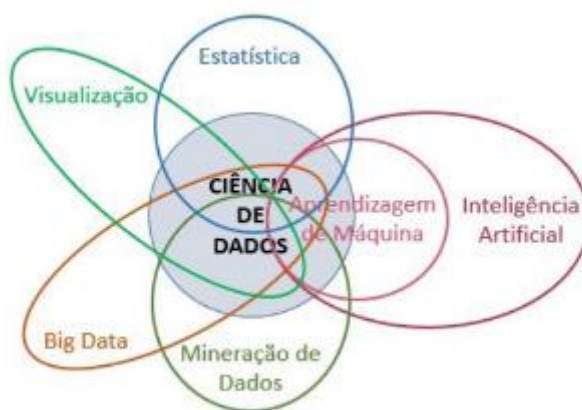 Estatística
Visualização
CIÊNCIA
DE
DADOS
Aprendizagem
de Máquina
Inteligência
Artificial
Big Data
Mineração de
Dados